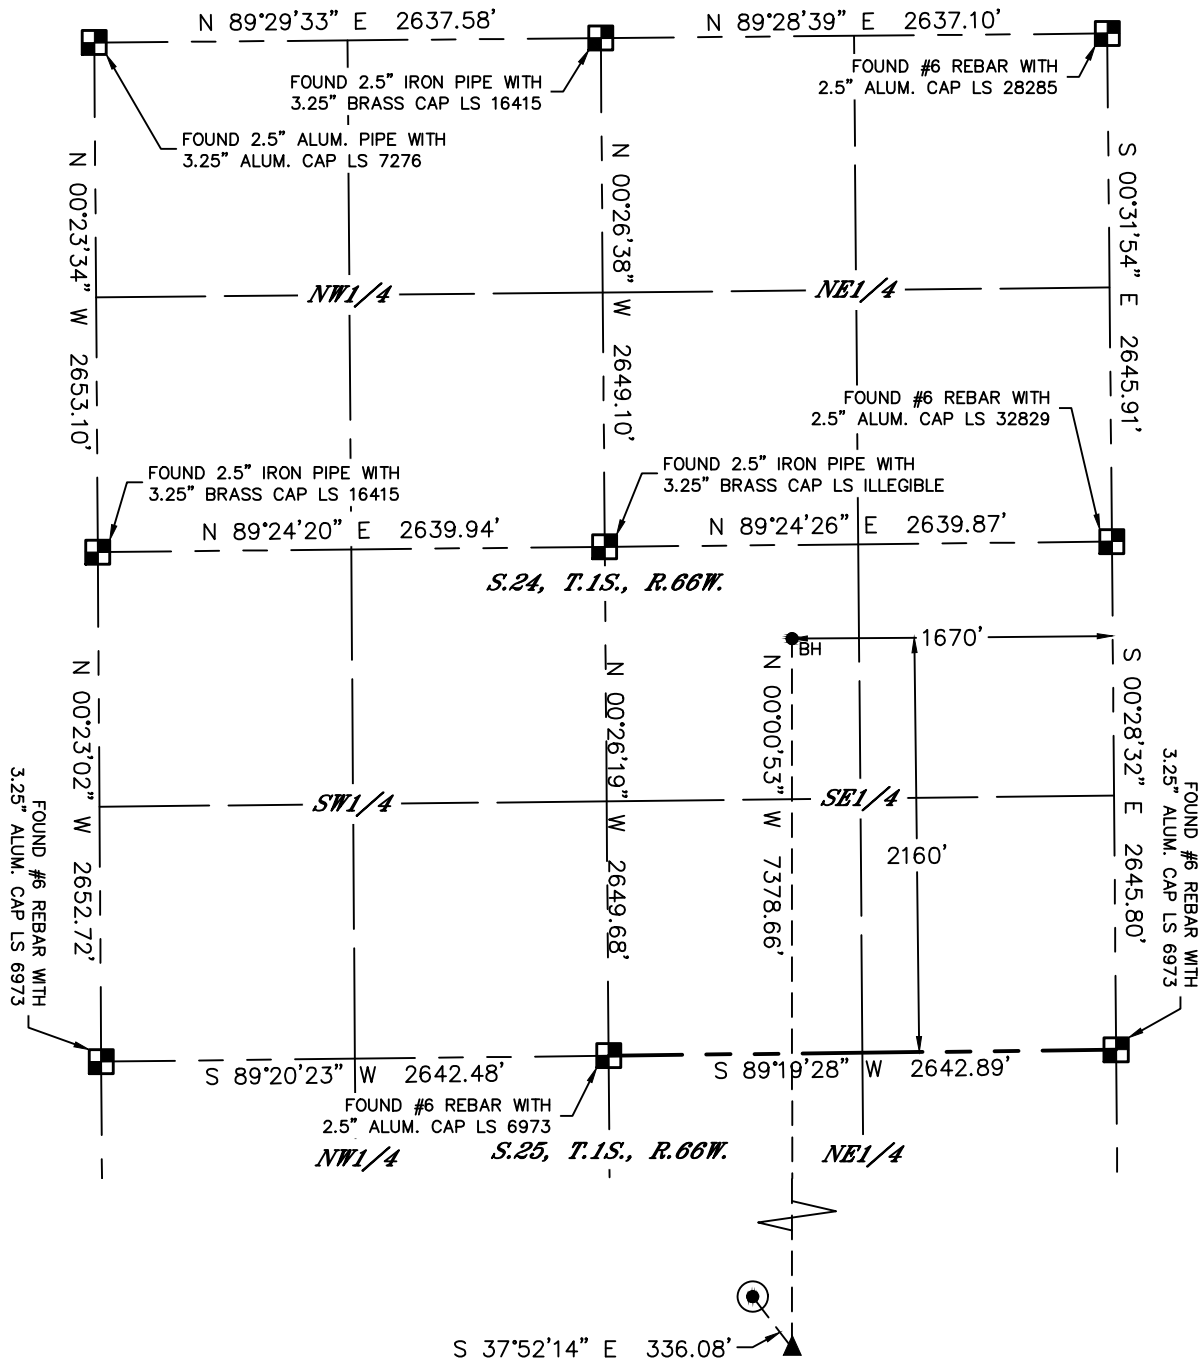 N 89°29'33" E 2637.58'
N 89°28'39" E 2637.10'
FOUND 2.5" IRON PIPE WITH
3.25" BRASS CAP LS 16415
FOUND #6 REBAR WITH
2.5" ALUM. CAP LS 28285
FOUND 2.5" ALUM. PIPE WITH
3.25" ALUM. CAP LS 7276
N 00°23'34" W 2653.10'
N 00°26'38" W 2649.10'
S 00°31'54" E 2645.91'
NW1/4
NE1/4
FOUND #6 REBAR WITH
2.5" ALUM. CAP LS 32829
FOUND 2.5" IRON PIPE WITH
3.25" BRASS CAP LS 16415
FOUND 2.5" IRON PIPE WITH
3.25" BRASS CAP LS ILLEGIBLE
N 89°24'20" E 2639.94'
N 89°24'26" E 2639.87'
S.24, T.1S., R.66W.
BH
1670'
N 00°23'02" W 2652.72'
N 00°26'19" W 2649.68'
N 00°00'53" W 7378.66'
S 00°28'32" E 2645.80'
SW1/4
SE1/4
2160'
FOUND #6 REBAR WITH
3.25" ALUM. CAP LS 6973
FOUND #6 REBAR WITH
3.25" ALUM. CAP LS 6973
S 89°20'23" W 2642.48'
S 89°19'28" W 2642.89'
FOUND #6 REBAR WITH
2.5" ALUM. CAP LS 6973
NW1/4
S.25, T.1S., R.66W.
NE1/4
S 37°52'14" E 336.08'